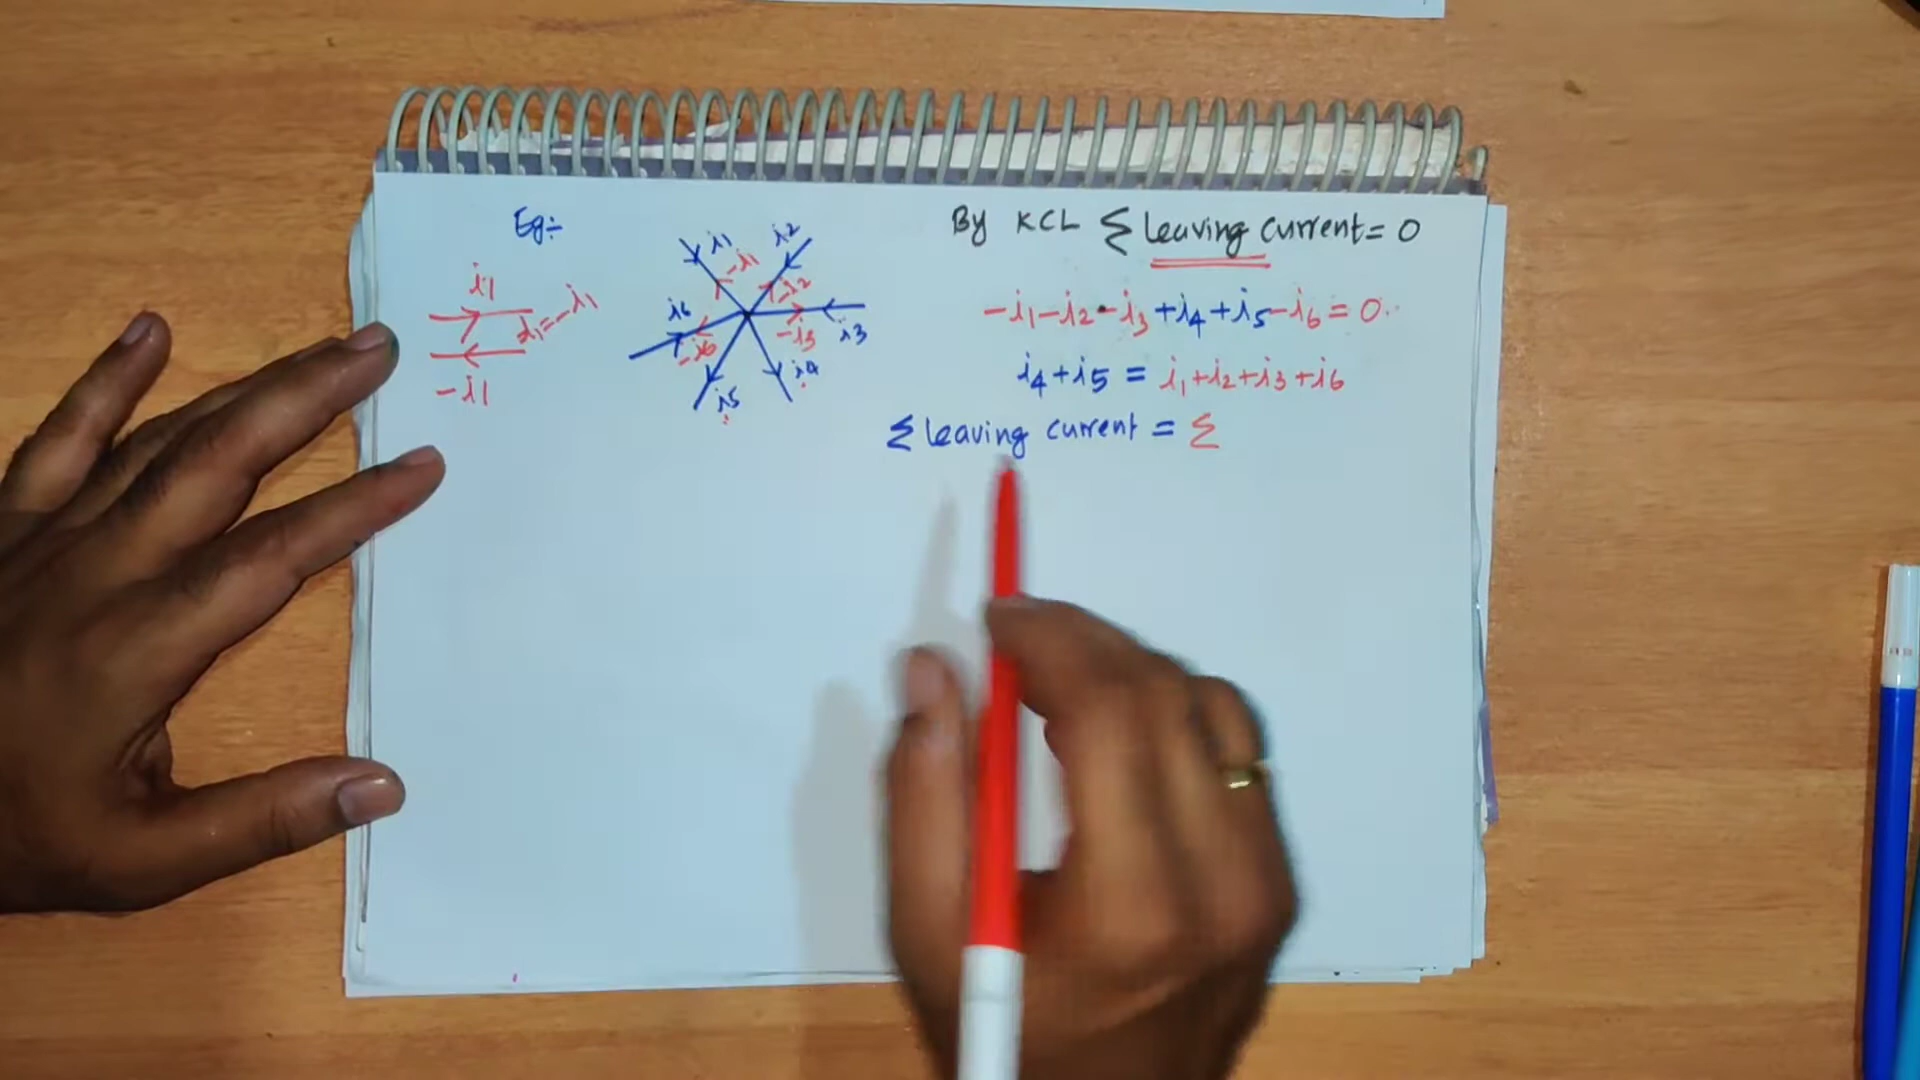 Eg:-
By KCL Σ leaving current = 0
i1
i1 = -i1
-i1
i1
i2
-i1
-i2
i6
-i6
-i3
i3
i4
i5
-i1-i2-i3+i4+i5-i6 = 0.
i4+i5 = i1+i2+i3+i6
Σ leaving current = Σ